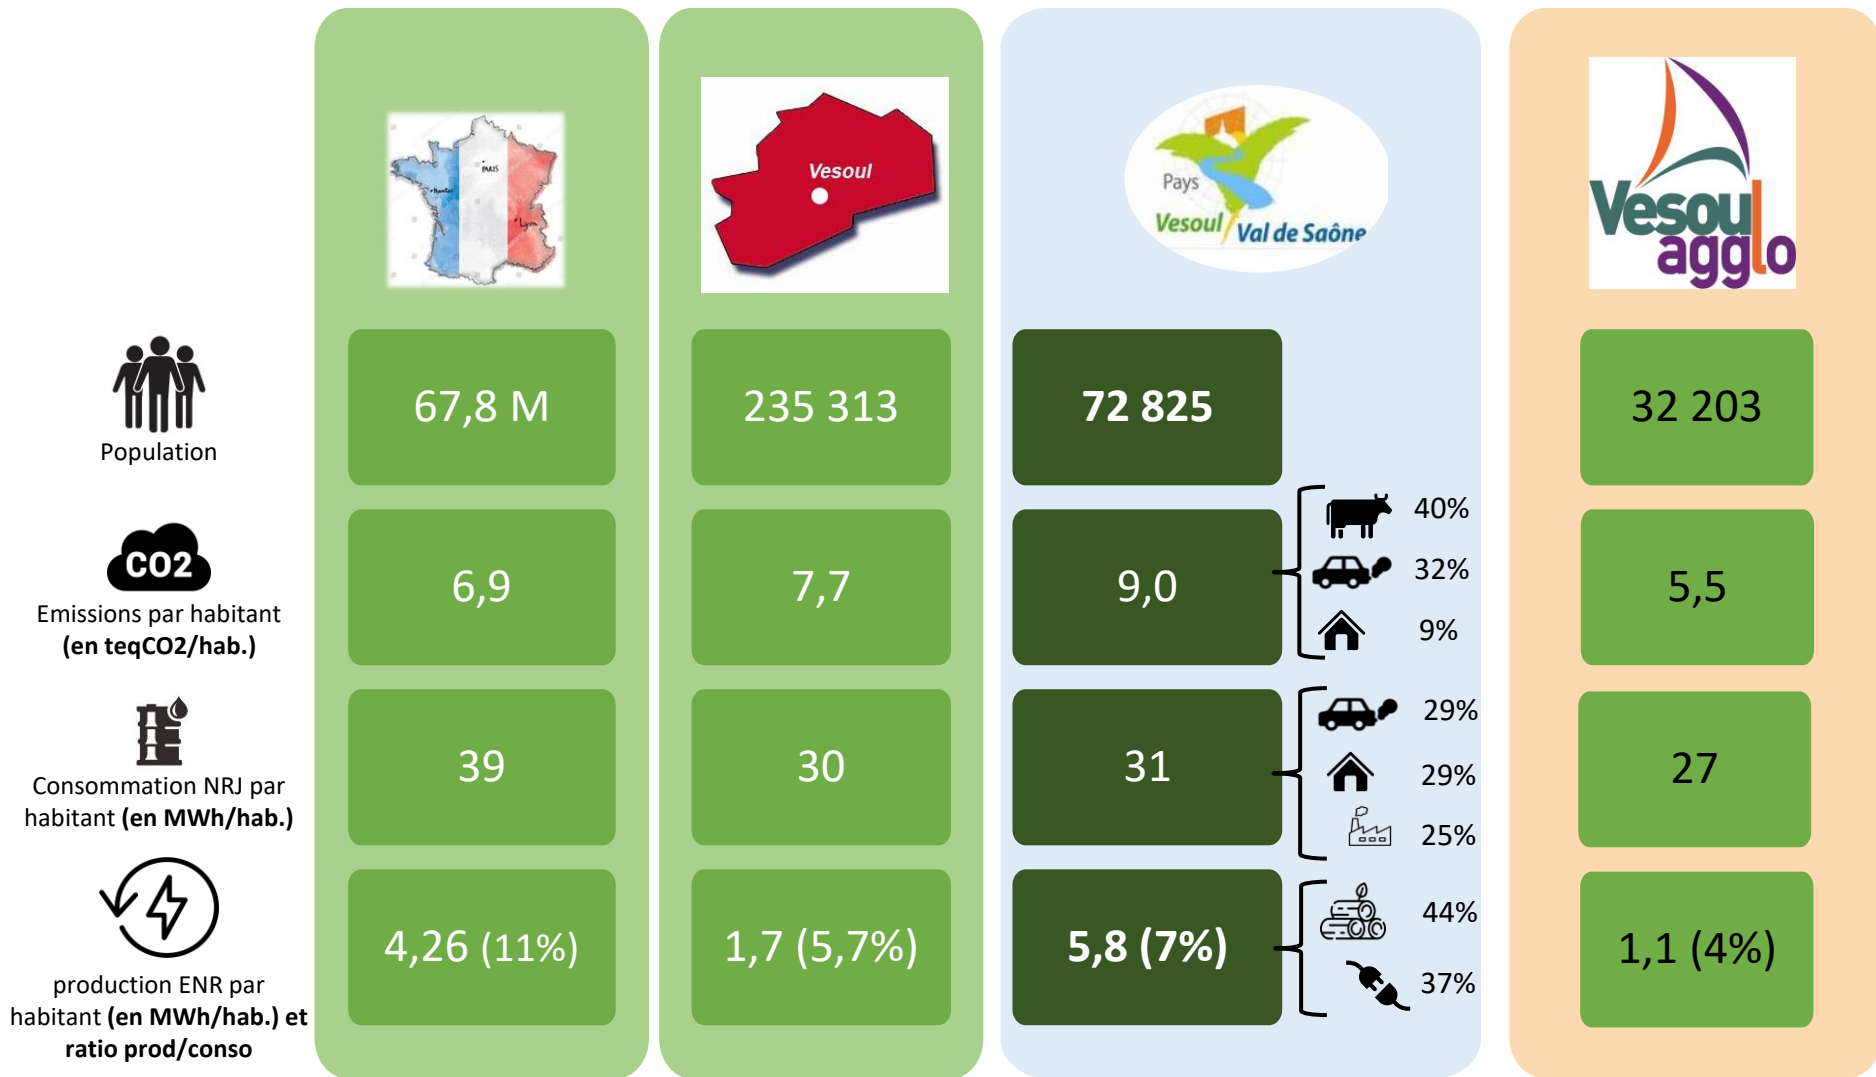 PARIS
Nantes
Lyon
Vesoul
Pays
Vesoul Val de Saône
Vesoul
agglo
Population
67,8 M
235 313
72 825
32 203
CO2
Emissions par habitant
(en teqCO2/hab.)
6,9
7,7
9,0
40%
32%
9%
5,5
Consommation NRJ par
habitant (en MWh/hab.)
39
30
31
29%
29%
25%
27
production ENR par
habitant (en MWh/hab.) et
ratio prod/conso
4,26 (11%)
1,7 (5,7%)
5,8 (7%)
44%
37%
1,1 (4%)